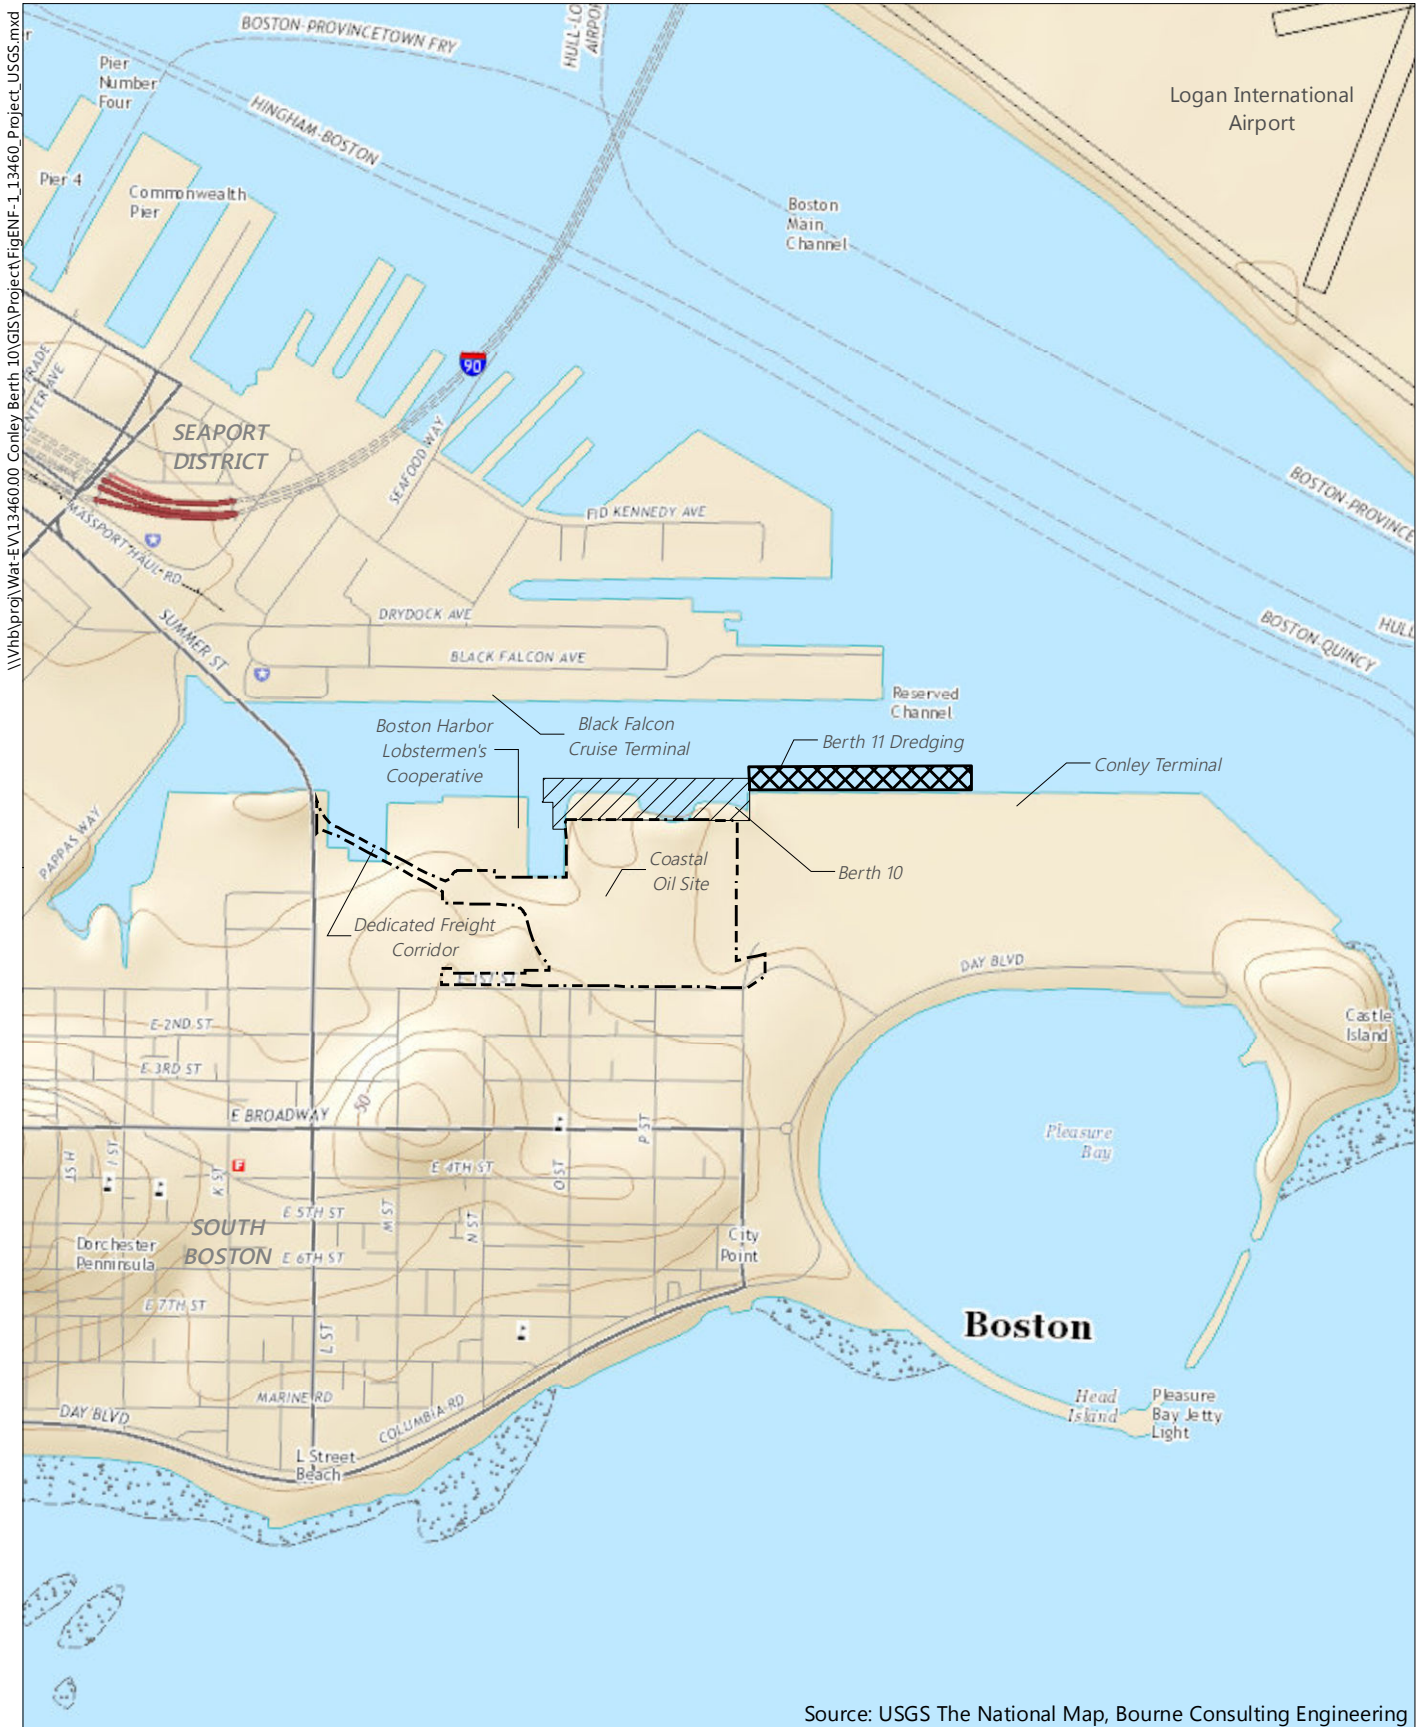 \\Vhb\proj\Wat-EV\13460.00 Conley Berth 10\GIS\Project\FigENF-1_13460_Project_USGS.mxd
BOSTON-PROVINCETOWN FRY
Pier
Number
Four
HINGHAM-BOSTON
Logan International
Airport
Pier 4
Commonwealth
Pier
Boston
Main
Channel
90
SEAPORT
DISTRICT
SEAFOOD WAY
FID KENNEDY AVE
MASSPORT HAUL RD
DRYDOCK AVE
BLACK FALCON AVE
SUMMER ST
BOSTON-PROVINCE
BOSTON-QUINCY
HULL
Reserved
Channel
Boston Harbor
Lobstermen's
Cooperative
Black Falcon
Cruise Terminal
Berth 11 Dredging
Conley Terminal
PAPPAS WAY
Coastal
Oil Site
Berth 10
Dedicated Freight
Corridor
E 1ST ST
DAY BLVD
Castle
Island
E 2ND ST
E 3RD ST
50
E BROADWAY
H ST
I ST
K ST
F
E 4TH ST
O ST
P ST
Pleasure
Bay
SOUTH
BOSTON
E 5TH ST
M ST
N ST
E 6TH ST
Dorchester
Penninsula
City
Point
E 7TH ST
L ST
Boston
MARINE RD
COLUMBIA RD
DAY BLVD
L Street
Beach
Head
Island
Pleasure
Bay Jetty
Light
Source: USGS The National Map, Bourne Consulting Engineering